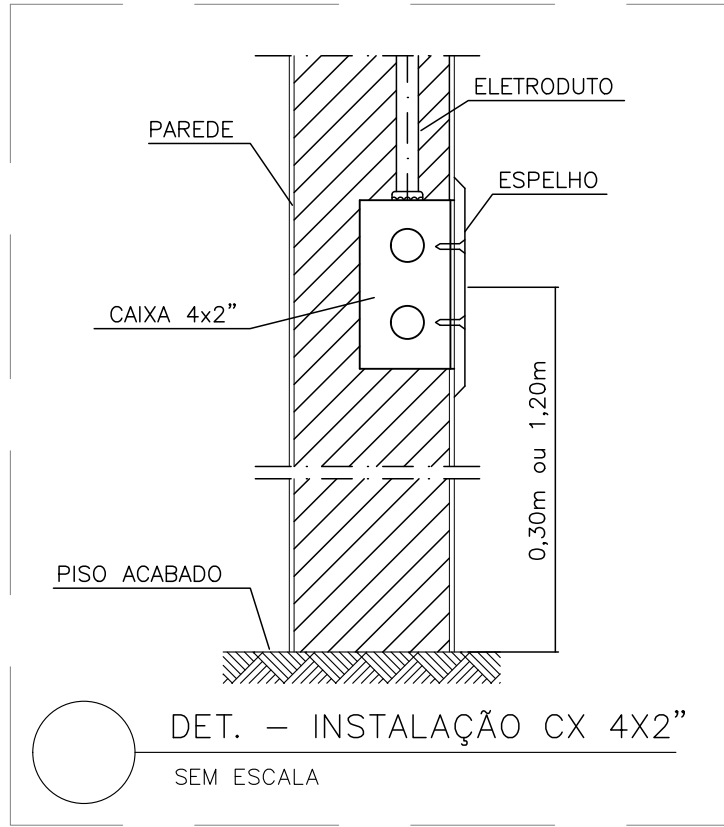 ELETRODUTO
PAREDE
ESPELHO
CAIXA 4x2”
0,30m ou 1,20m
PISO ACABADO
DET. – INSTALAÇÃO CX 4X2”
SEM ESCALA